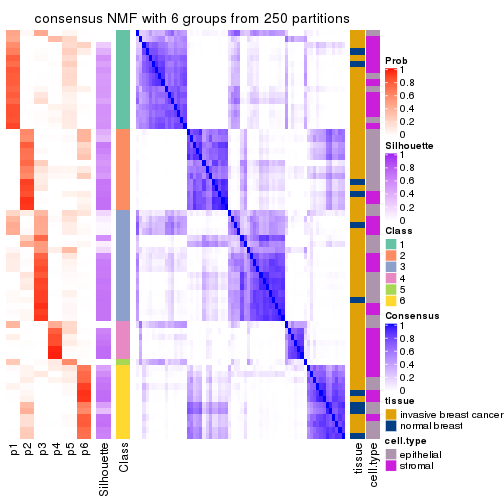 consensus NMF with 6 groups from 250 partitions
p1
p2
p3
p4
p5
p6
Silhouette
Class
tissue
cell.type
Prob
1
0.8
0.6
0.4
0.2
0
Silhouette
1
0.8
0.6
0.4
0.2
0
Class
1
2
3
4
5
6
Consensus
1
0.8
0.6
0.4
0.2
0
tissue
invasive breast cancer
normal breast
cell.type
epithelial
stromal